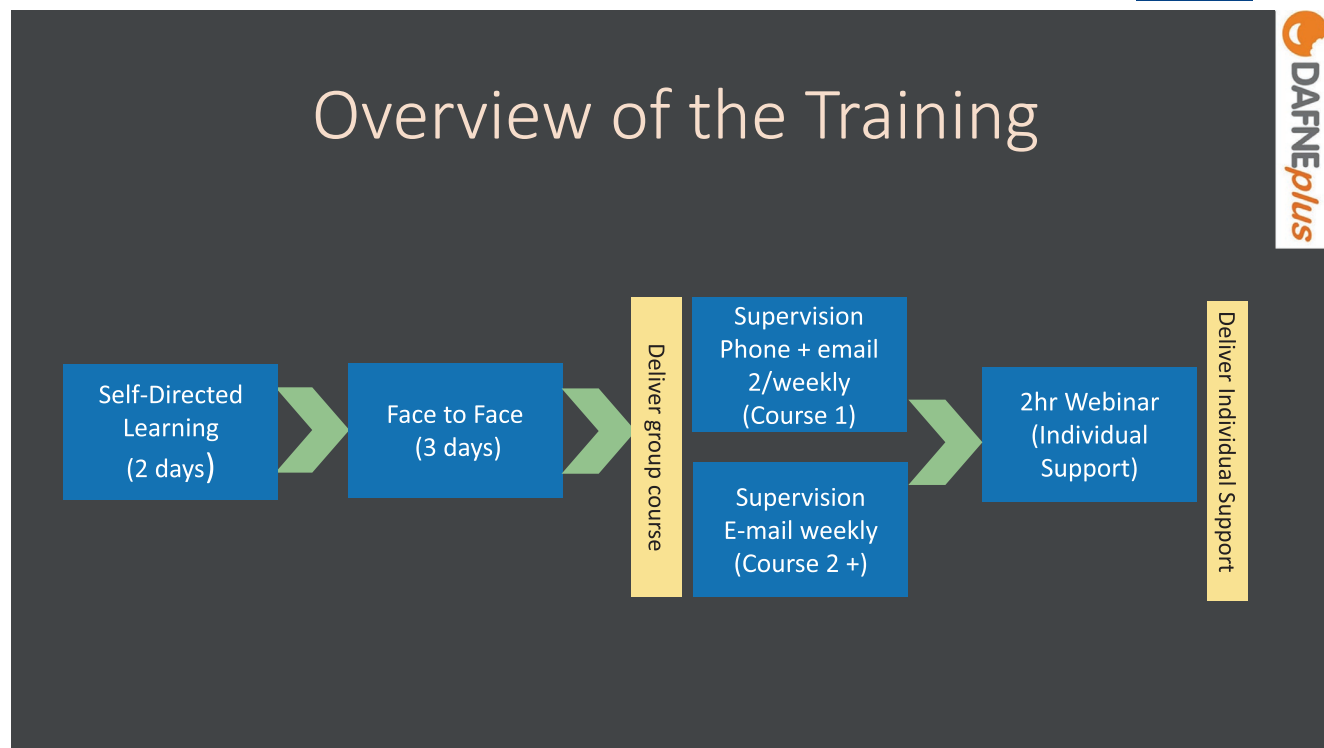 Overview of the Training
DAFNEplus
Self-Directed
Learning
(2 days)
Face to Face
(3 days)
Deliver group course
Supervision
Phone + email
2/weekly
(Course 1)
Supervision
E-mail weekly
(Course 2 +)
2hr Webinar
(Individual
Support)
Deliver Individual Support